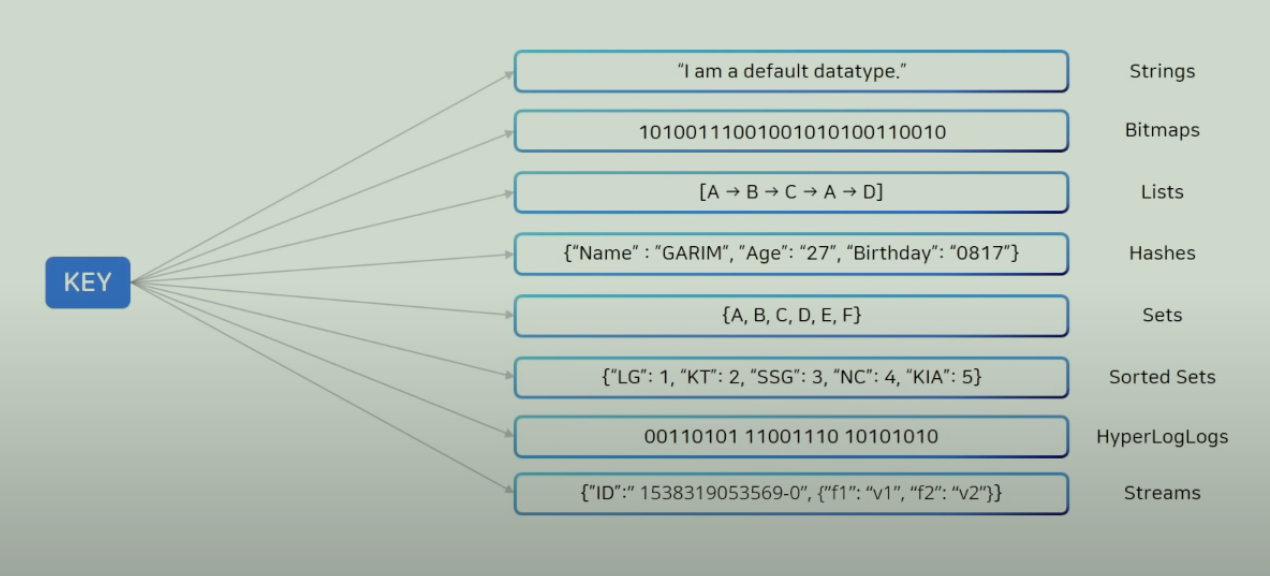 “I am a default datatype.” Strings
10100111001001010100110010 Bitmaps
[A → B → C → A → D] Lists
KEY
{“Name” : ”GARIM”, ”Age”: “27”, “Birthday”: “0817”} Hashes
{A, B, C, D, E, F} Sets
{“LG”: 1, “KT”: 2, “SSG”: 3, “NC”: 4, “KIA”: 5} Sorted Sets
00110101 11001110 10101010 HyperLogLogs
{”ID”:” 1538319053569-0”, {”f1”: “v1”, “f2”: “v2”}} Streams